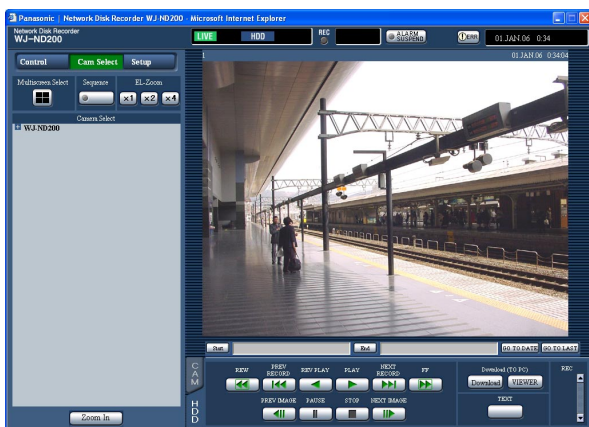 Panasonic | Network Disk Recorder WJ-ND200 - Microsoft Internet Explorer
Network Disk Recorder
WJ-ND200
LIVE HDD REC ALARM SUSPEND ERR 01.JAN.06 0:34
Control Cam Select Setup
1 01.JAN.06 0:34:04
Multiscreen Select Sequence EL-Zoom
x1 x2 x4
Camera Select
WJ-ND200
Start End GO TO DATE GO TO LAST
CAM
HDD
REW PREV RECORD REV PLAY PLAY NEXT RECORD FF
PREV IMAGE PAUSE STOP NEXT IMAGE
Download (TO PC)
Download VIEWER
TEXT
REC
Zoom In